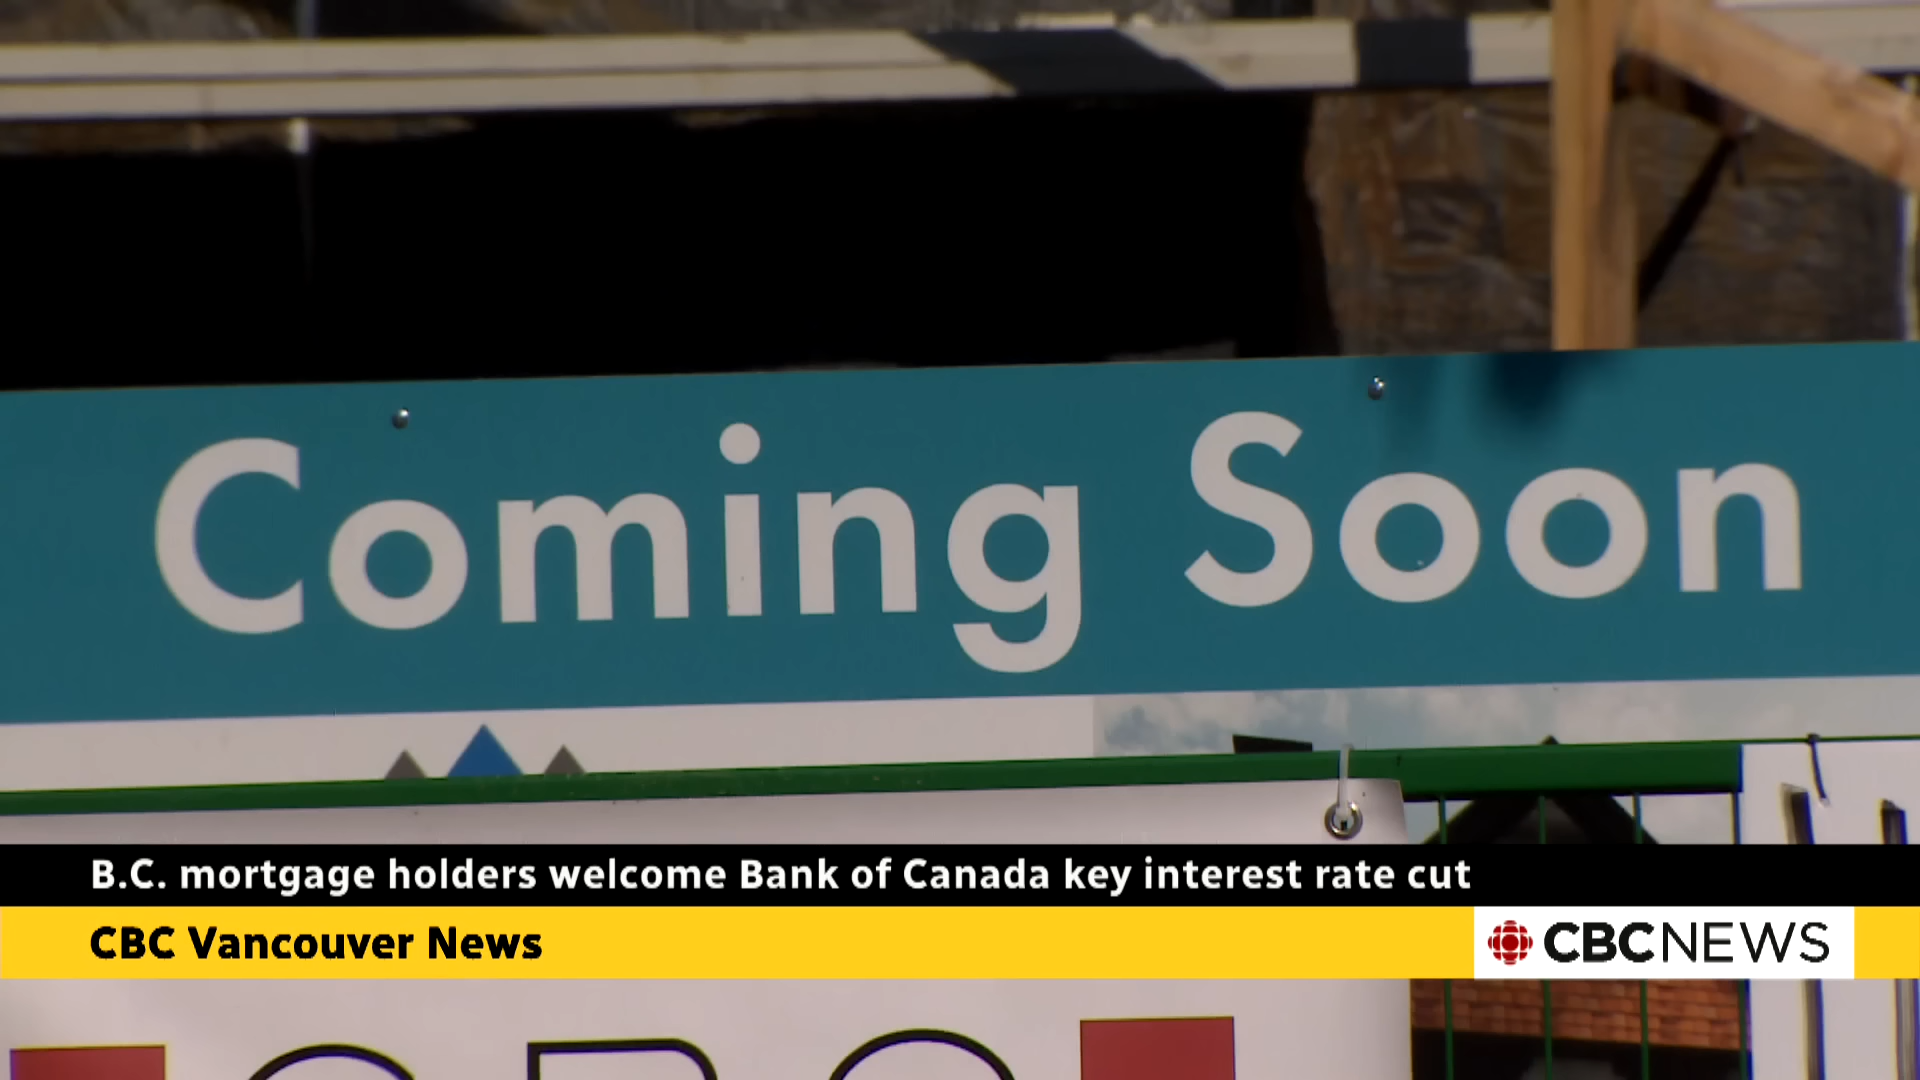 Coming Soon
B.C. mortgage holders welcome Bank of Canada key interest rate cut
CBC Vancouver News
CBCNEWS